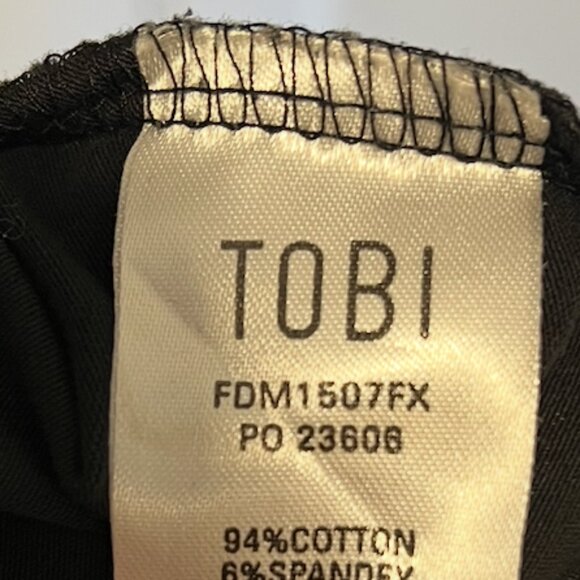 TOBI
FDM1507FX
PO 23606
94%COTTON
6%SPANDEX